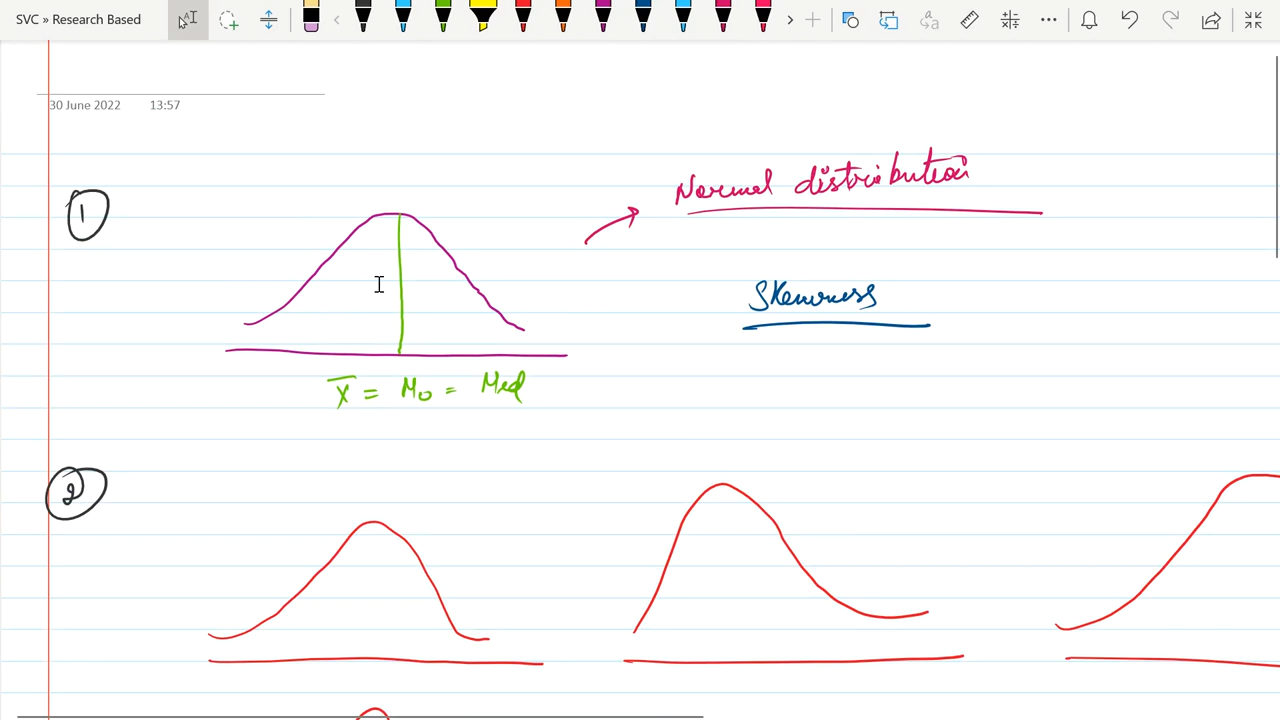 SVC » Research Based
30 June 2022 13:57
Normal distribution
1
Skewness
X̄ = Mo = Med
2